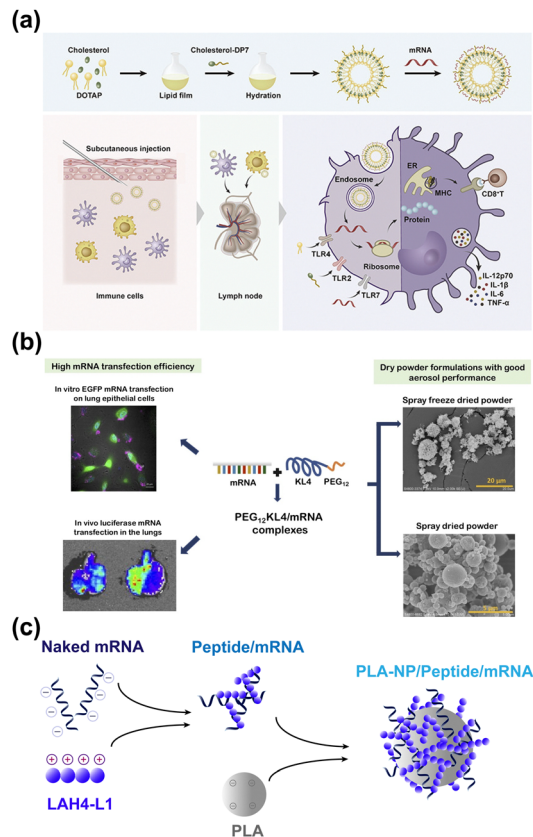 (a)
Cholesterol
DOTAP
Lipid film
Cholesterol-DP7
Hydration
mRNA
Subcutaneous injection
Immune cells
Lymph node
Endosome
ER
MHC
CD8⁺T
Protein
TLR4
Ribosome
TLR2
TLR7
IL-12p70
IL-1β
IL-6
TNF-α
(b)
High mRNA transfection efficiency
In vitro EGFP mRNA transfection
on lung epithelial cells
In vivo luciferase mRNA
transfection in the lungs
mRNA
+
KL4
PEG₁₂
PEG₁₂KL4/mRNA
complexes
Dry powder formulations with good
aerosol performance
Spray freeze dried powder
20 μm
Spray dried powder
5 μm
(c)
Naked mRNA
Peptide/mRNA
PLA-NP/Peptide/mRNA
LAH4-L1
PLA